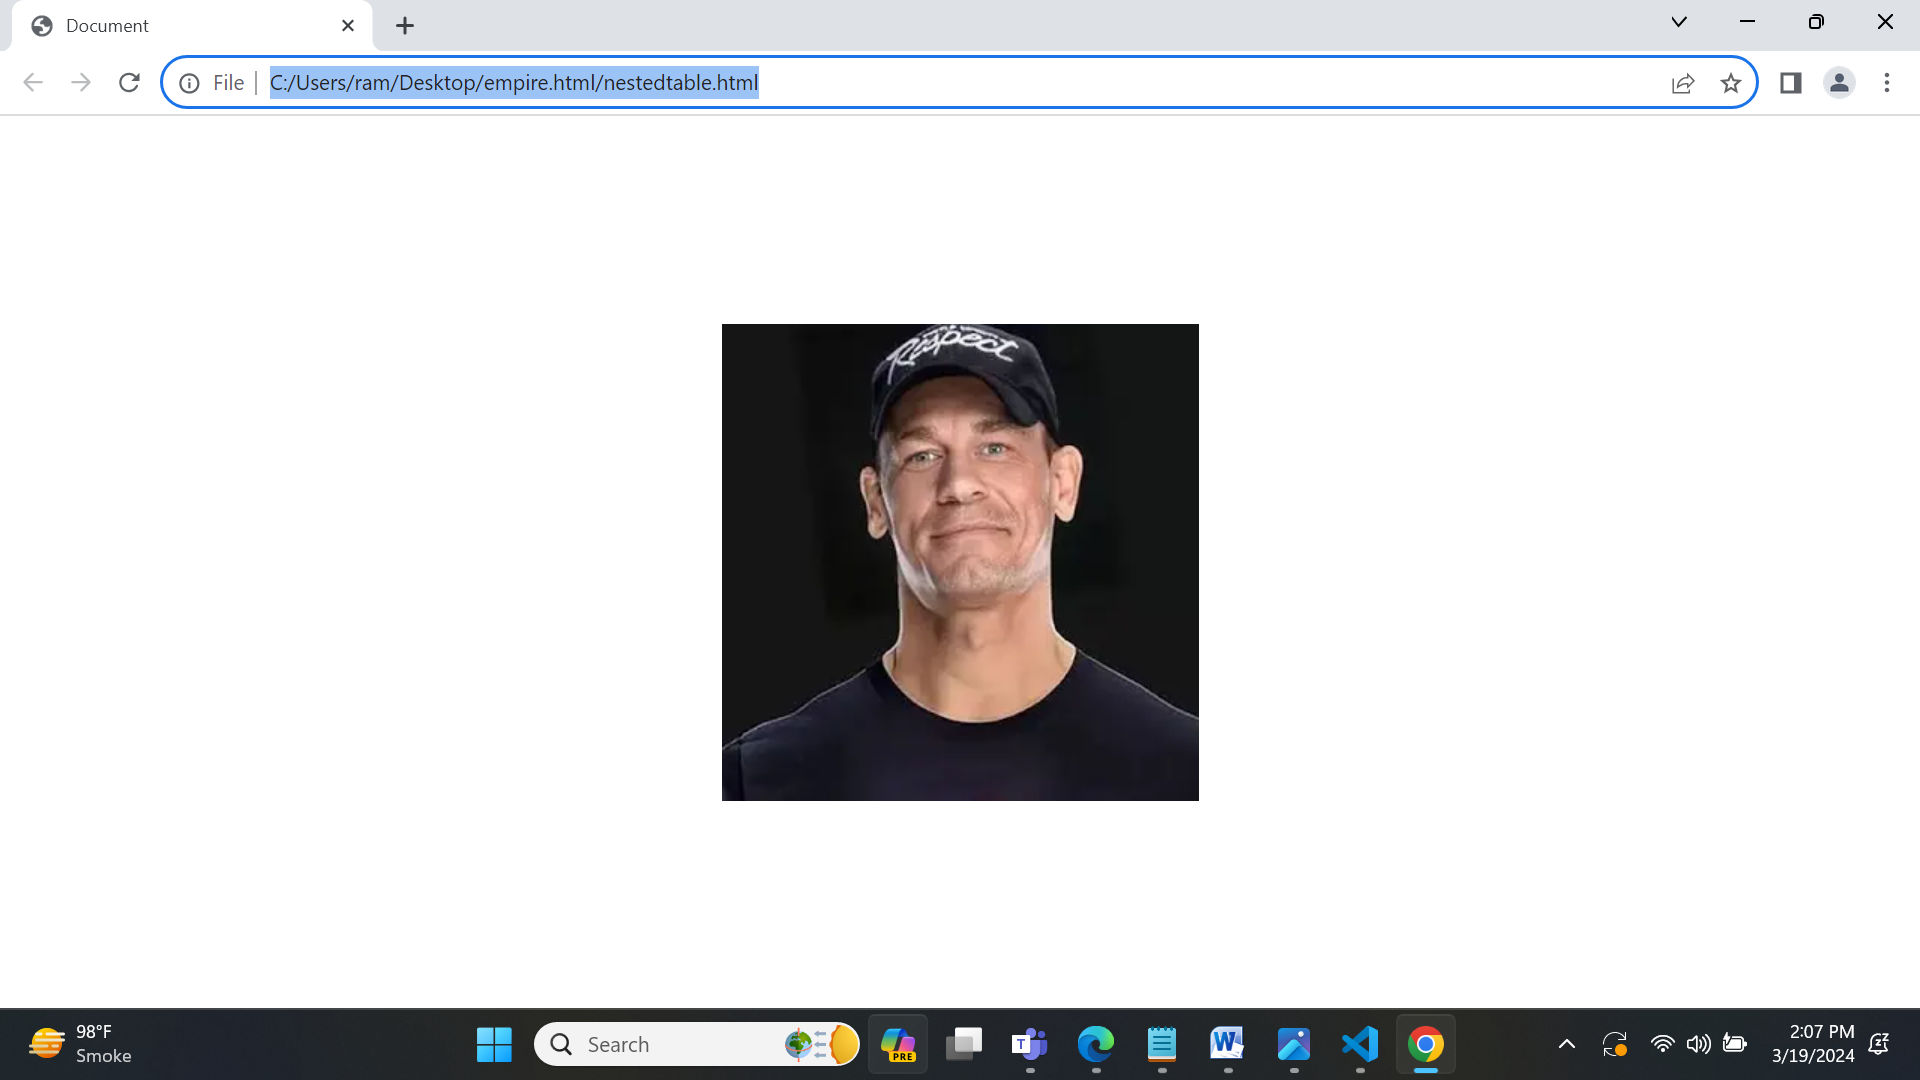 Document
File
C:/Users/ram/Desktop/empire.html/nestedtable.html
Respect
98°F
Smoke
Search
PRE
T
W
2:07 PM
3/19/2024